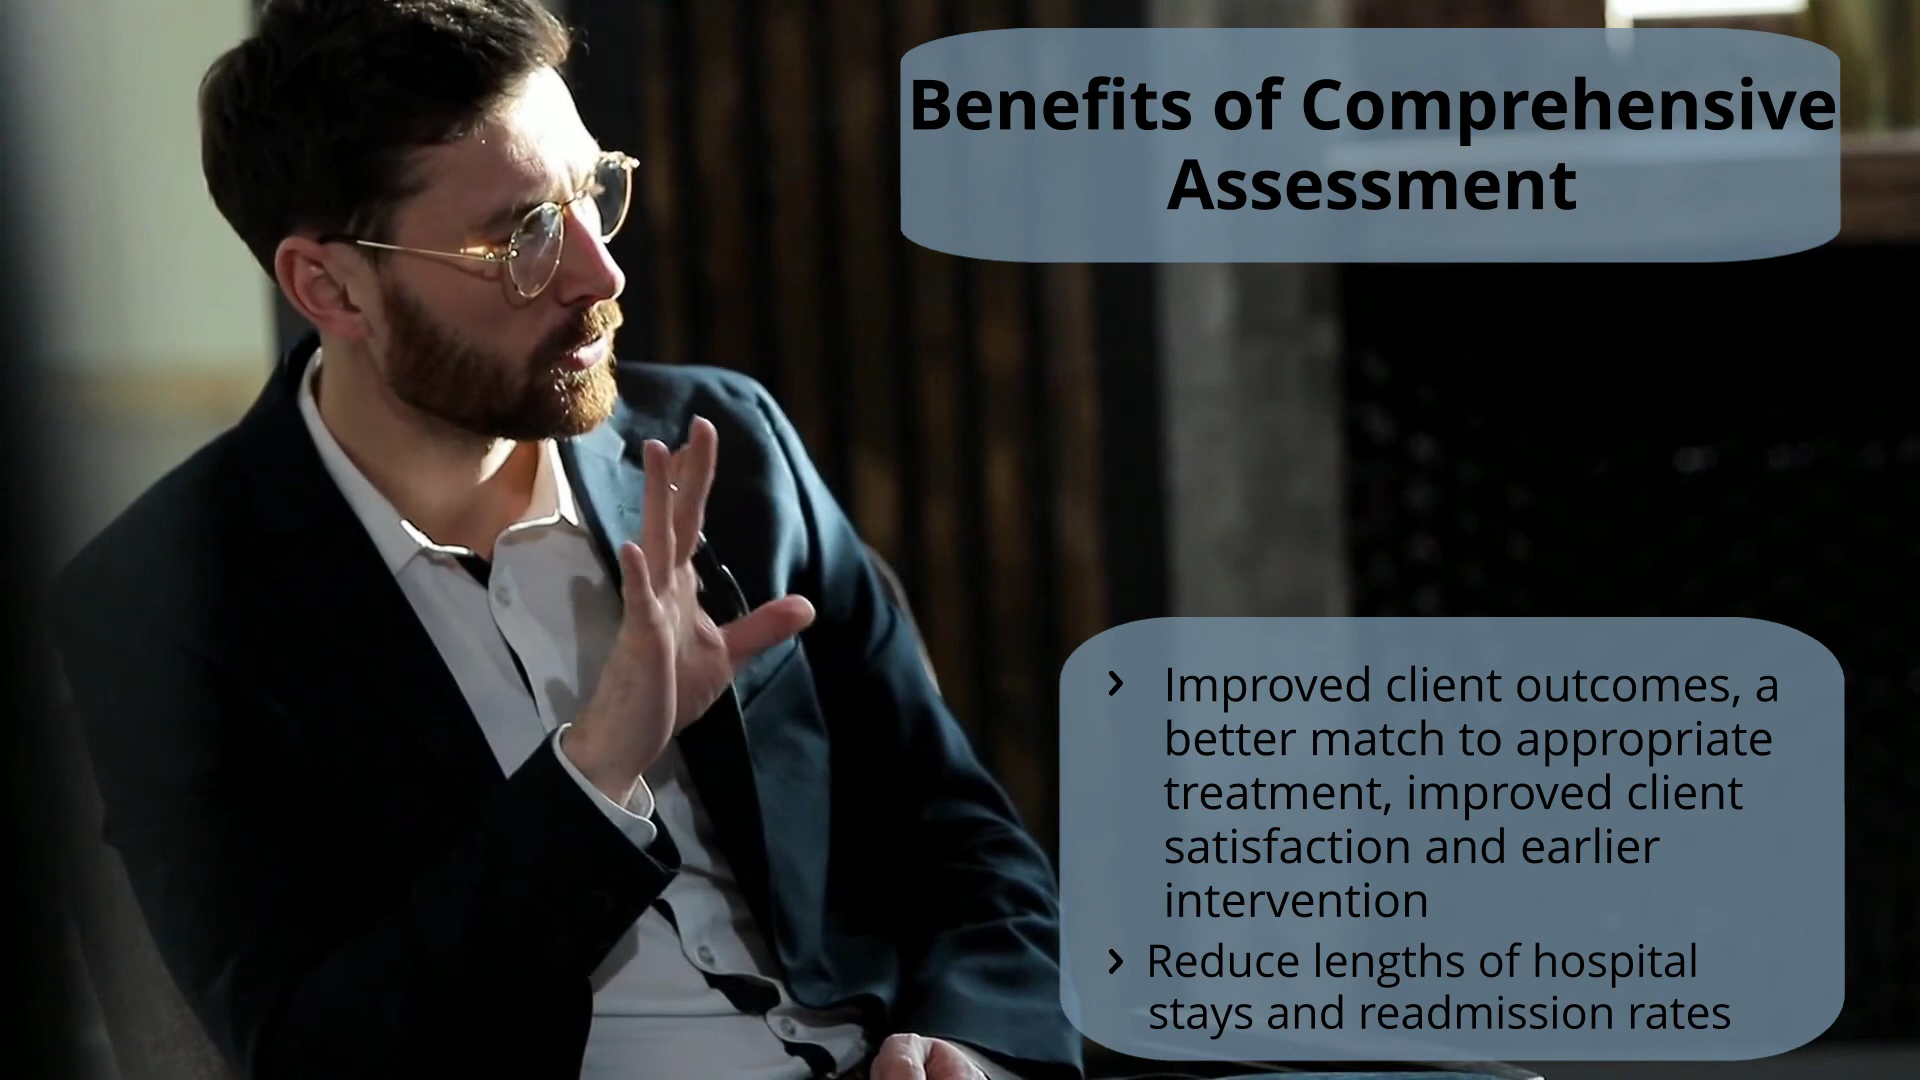 Benefits of Comprehensive
Assessment
Improved client outcomes, a
better match to appropriate
treatment, improved client
satisfaction and earlier
intervention
Reduce lengths of hospital
stays and readmission rates